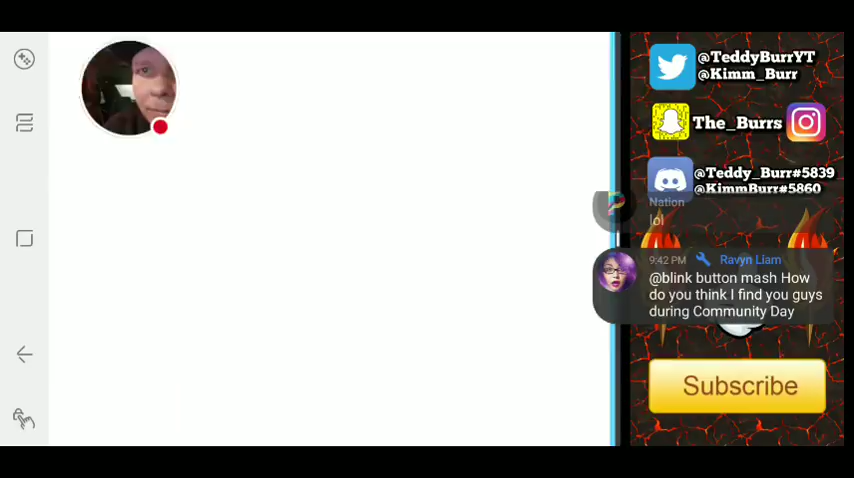 @TeddyBurrYT
@Kimm_Burr
The_Burrs
@Teddy_Burr#5839
@KimmBurr#5860
Nation
lol
9:42 PM Ravyn Liam
@blink button mash How
do you think I find you guys
during Community Day
Subscribe